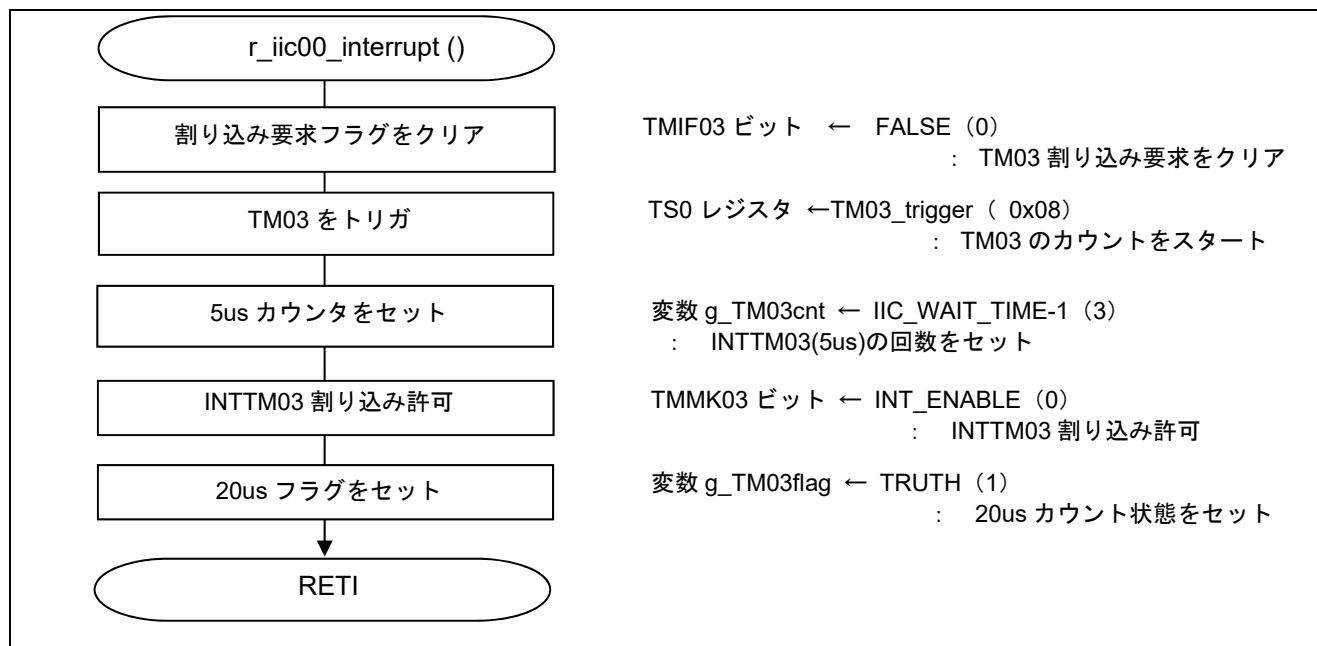 r_iic00_interrupt ()
割り込み要求フラグをクリア
TMIF03 ビット ← FALSE（0）
： TM03 割り込み要求をクリア
TM03 をトリガ
TS0 レジスタ ←TM03_trigger（ 0x08）
： TM03 のカウントをスタート
5us カウンタをセット
変数 g_TM03cnt ← IIC_WAIT_TIME-1（3）
： INTTM03(5us)の回数をセット
INTTM03 割り込み許可
TMMK03 ビット ← INT_ENABLE（0）
： INTTM03 割り込み許可
20us フラグをセット
変数 g_TM03flag ← TRUTH（1）
： 20us カウント状態をセット
RETI